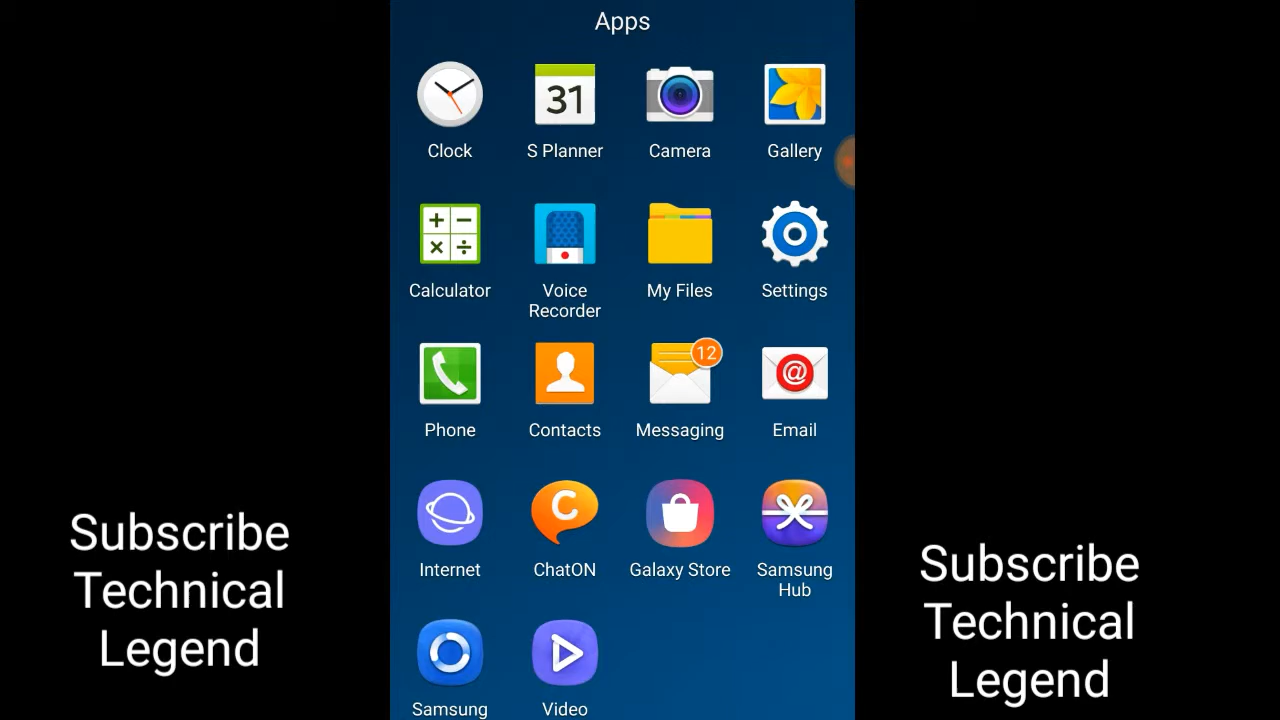 Apps
31
Clock
S Planner
Camera
Gallery
Calculator
Voice
Recorder
My Files
Settings
12
@
Phone
Contacts
Messaging
Email
C
Internet
ChatON
Galaxy Store
Samsung
Hub
Samsung
Video
Subscribe
Technical
Legend
Subscribe
Technical
Legend